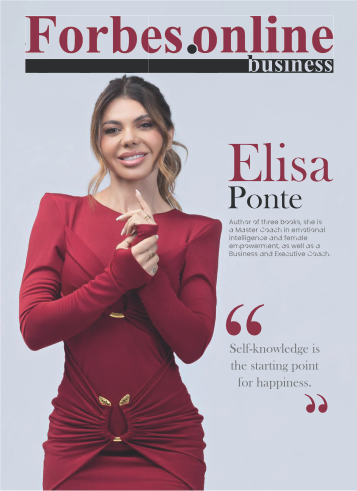 Forbes.online
business
Elisa
Ponte
Author of three books, she is
a Master Coach in emotional
intelligence and female
empowerment, as well as a
Business and Executive Coach.
“
Self-knowledge is
the starting point
for happiness.
”